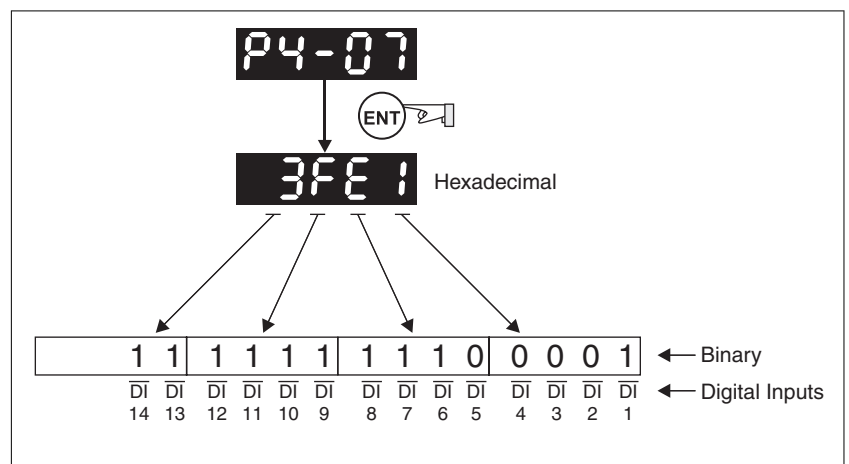 P4-07
ENT
3FE1 Hexadecimal
1 1 1 1 1 1 1 1 1 0 0 0 0 1 Binary
DI DI DI DI DI DI DI DI DI DI DI DI DI DI Digital Inputs
14 13 12 11 10 9 8 7 6 5 4 3 2 1